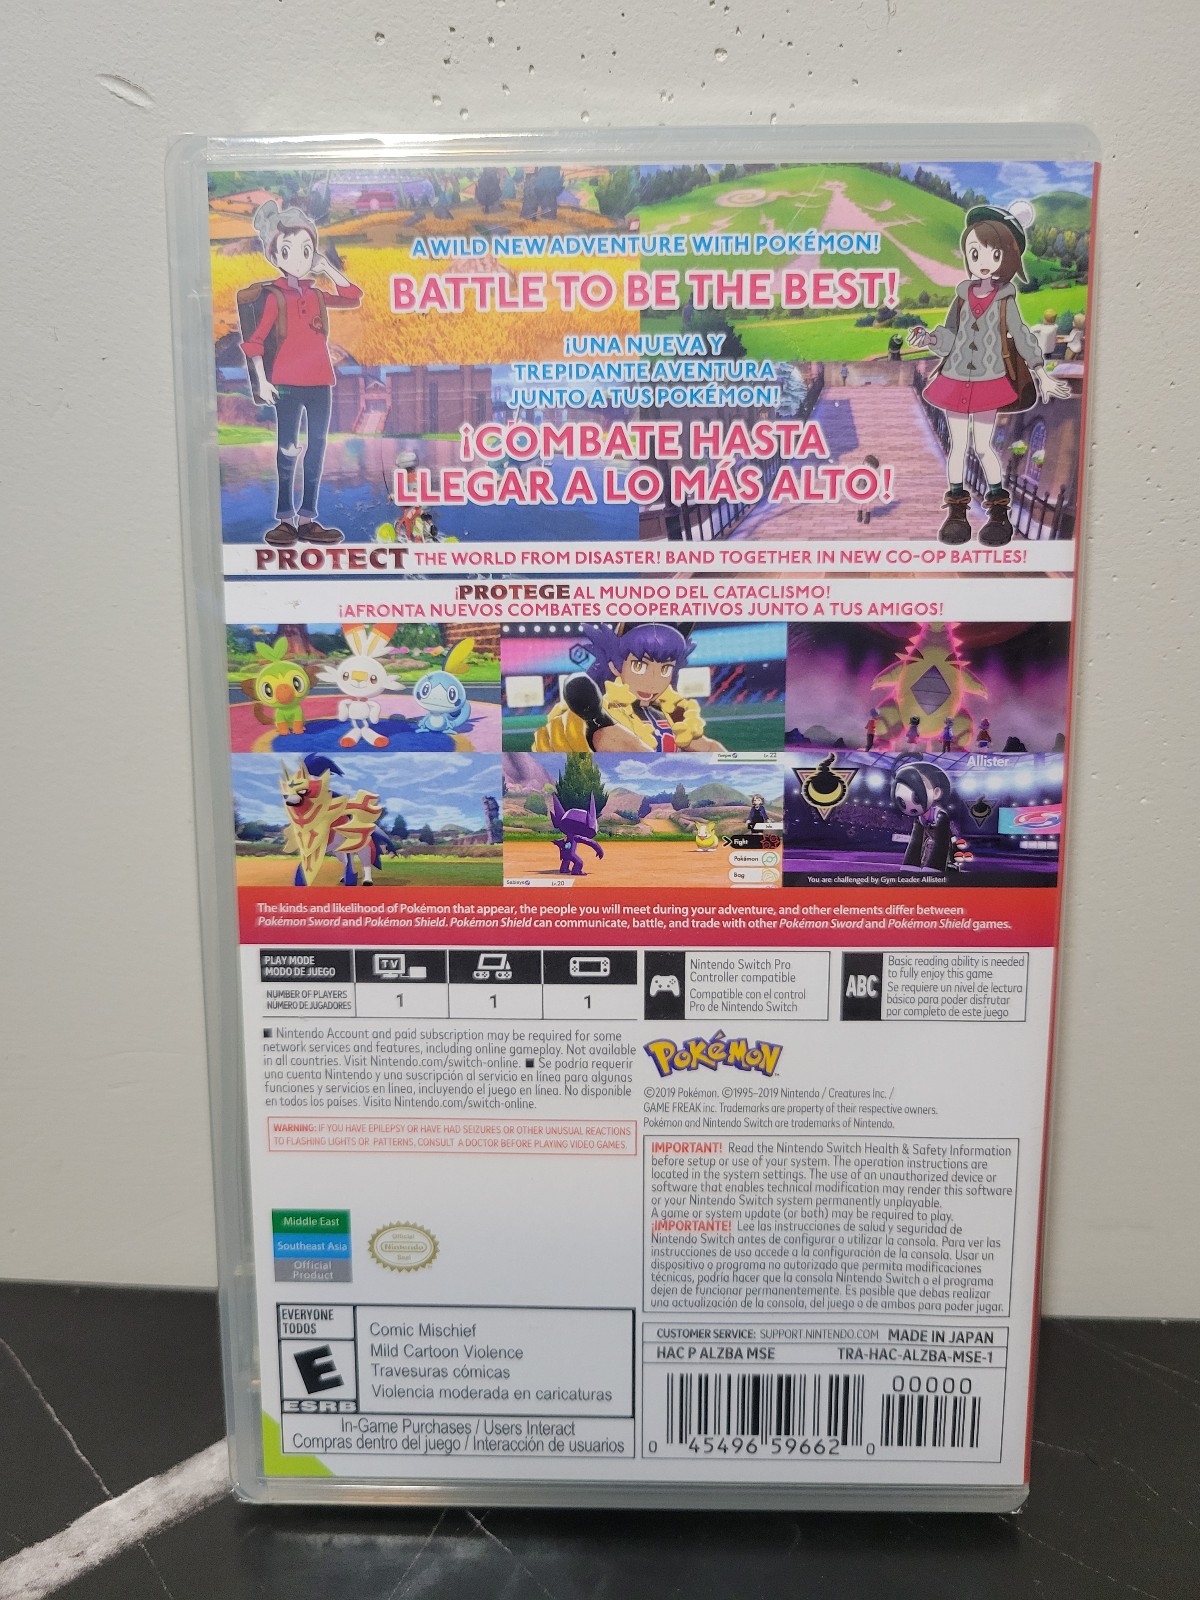 A WILD NEW ADVENTURE WITH POKÉMON!
BATTLE TO BE THE BEST!
¡UNA NUEVA Y
TREPIDANTE AVENTURA
JUNTO A TUS POKÉMON!
¡COMBATE HASTA
LLEGAR A LO MÁS ALTO!
PROTECT THE WORLD FROM DISASTER! BAND TOGETHER IN NEW CO-OP BATTLES!
¡PROTEGE AL MUNDO DEL CATACLISMO!
¡AFRONTA NUEVOS COMBATES COOPERATIVOS JUNTO A TUS AMIGOS!
Lv. 22
Fight
Pokémon
Bag
Sableye Lv. 20
Allister
You are challenged by Gym Leader Allister!
The kinds and likelihood of Pokémon that appear, the people you will meet during your adventure, and other elements differ between
Pokémon Sword and Pokémon Shield. Pokémon Shield can communicate, battle, and trade with other Pokémon Sword and Pokémon Shield games.
PLAY MODE
MODO DE JUEGO
TV
NUMBER OF PLAYERS
NÚMERO DE JUGADORES
1 1 1
Nintendo Switch Pro
Controller compatible
Compatible con el control
Pro de Nintendo Switch
ABC
Basic reading ability is needed
to fully enjoy this game
Se requiere un nivel de lectura
básico para poder disfrutar
por completo de este juego
■ Nintendo Account and paid subscription may be required for some
network services and features, including online gameplay. Not available
in all countries. Visit Nintendo.com/switch-online. ■ Se podría requerir
una cuenta Nintendo y una suscripción al servicio en línea para algunas
funciones y servicios en línea, incluyendo el juego en línea. No disponible
en todos los países. Visita Nintendo.com/switch-online.
WARNING: IF YOU HAVE EPILEPSY OR HAVE HAD SEIZURES OR OTHER UNUSUAL REACTIONS
TO FLASHING LIGHTS OR PATTERNS, CONSULT A DOCTOR BEFORE PLAYING VIDEO GAMES.
POKéMON
©2019 Pokémon. ©1995–2019 Nintendo / Creatures Inc. /
GAME FREAK inc. Trademarks are property of their respective owners.
Pokémon and Nintendo Switch are trademarks of Nintendo.
IMPORTANT! Read the Nintendo Switch Health & Safety Information
before setup or use of your system. The operation instructions are
located in the system settings. The use of an unauthorized device or
software that enables technical modification may render this software
or your Nintendo Switch system permanently unplayable.
A game or system update (or both) may be required to play.
¡IMPORTANTE! Lee las instrucciones de salud y seguridad de
Nintendo Switch antes de configurar o utilizar la consola. Para ver las
instrucciones de uso accede a la configuración de la consola. Usar un
dispositivo o programa no autorizado que permita modificaciones
técnicas, podría hacer que la consola Nintendo Switch o el programa
dejen de funcionar permanentemente. Es posible que debas realizar
una actualización de la consola, del juego o de ambos para poder jugar.
Middle East
Southeast Asia
Official
Product
Official
Nintendo
Seal
EVERYONE
TODOS
E
ESRB
Comic Mischief
Mild Cartoon Violence
Travesuras cómicas
Violencia moderada en caricaturas
In-Game Purchases / Users Interact
Compras dentro del juego / Interacción de usuarios
CUSTOMER SERVICE: SUPPORT.NINTENDO.COM MADE IN JAPAN
HAC P ALZBA MSE TRA-HAC-ALZBA-MSE-1
00000
0 45496 59662 0